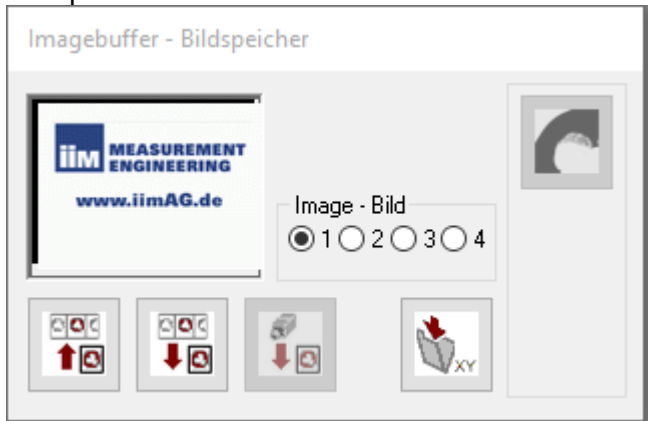 Imagebuffer - Bildspeicher
iim MEASUREMENT
ENGINEERING
www.iimAG.de
Image - Bild
1 2 3 4
XY